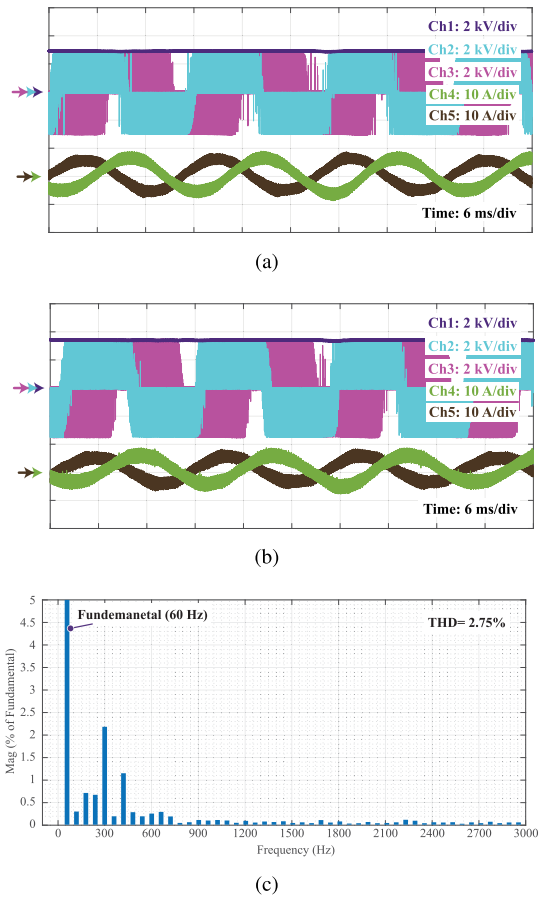 Ch1: 2 kV/div
Ch2: 2 kV/div
Ch3: 2 kV/div
Ch4: 10 A/div
Ch5: 10 A/div
Time: 6 ms/div
(a)
Ch1: 2 kV/div
Ch2: 2 kV/div
Ch3: 2 kV/div
Ch4: 10 A/div
Ch5: 10 A/div
Time: 6 ms/div
(b)
Mag (% of Fundamental)
5
4.5
4
3.5
3
2.5
2
1.5
1
0.5
0
Fundemanetal (60 Hz)
THD= 2.75%
0 300 600 900 1200 1500 1800 2100 2400 2700 3000
Frequency (Hz)
(c)